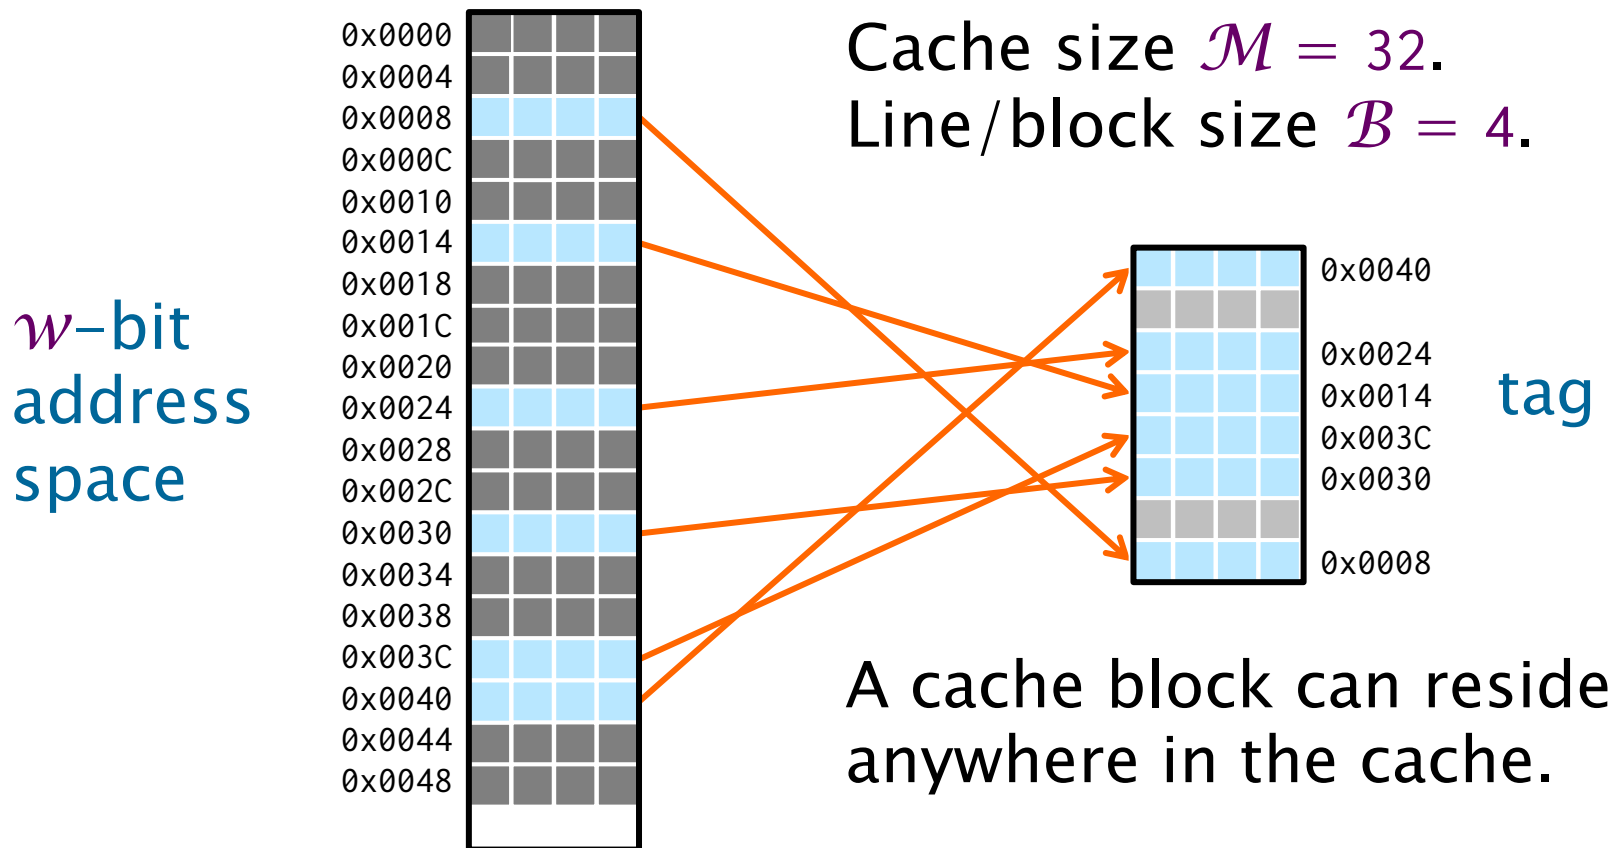 0x0000
0x0004
0x0008
0x000C
0x0010
0x0014
0x0018
0x001C
0x0020
0x0024
0x0028
0x002C
0x0030
0x0034
0x0038
0x003C
0x0040
0x0044
0x0048
w-bit
address
space
Cache size M = 32.
Line/block size B = 4.
0x0040
0x0024
0x0014
0x003C
0x0030
0x0008
tag
A cache block can reside
anywhere in the cache.